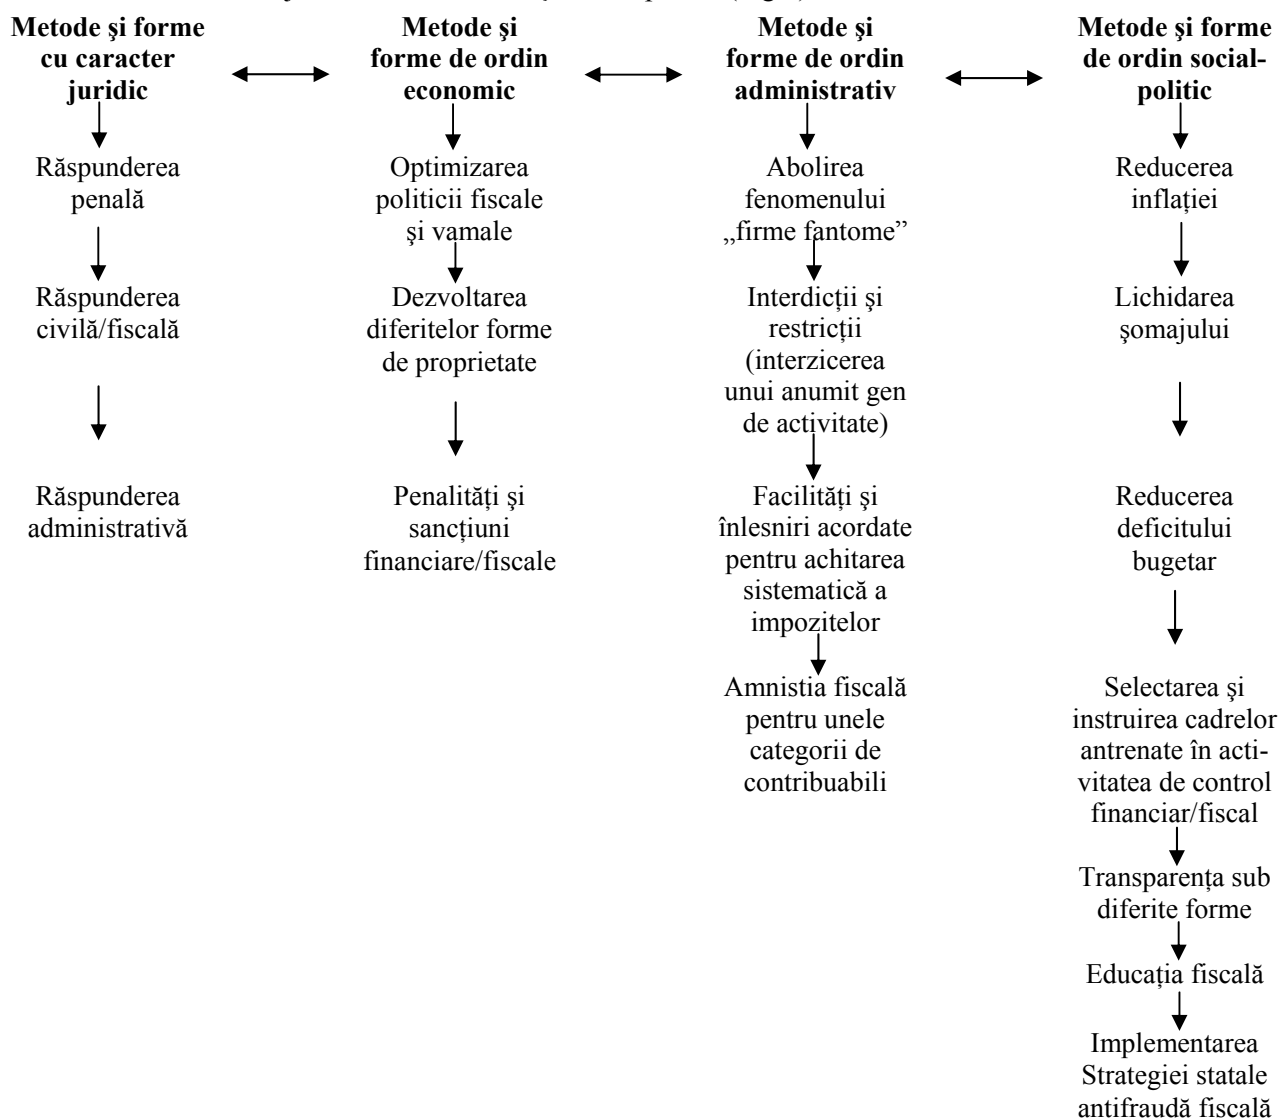 Metode şi forme
cu caracter
juridic
Răspunderea
penală
Răspunderea
civilă/fiscală
Răspunderea
administrativă
Metode şi
forme de ordin
economic
Optimizarea
politicii fiscale
şi vamale
Dezvoltarea
diferitelor forme
de proprietate
Penalităţi şi
sancţiuni
financiare/fiscale
Metode şi
forme de ordin
administrativ
Abolirea
fenomenului
„firme fantome”
Interdicţii şi
restricţii
(interzicerea
unui anumit gen
de activitate)
Facilităţi şi
înlesniri acordate
pentru achitarea
sistematică a
impozitelor
Amnistia fiscală
pentru unele
categorii de
contribuabili
Metode şi forme
de ordin social-
politic
Reducerea
inflaţiei
Lichidarea
şomajului
Reducerea
deficitului
bugetar
Selectarea şi
instruirea cadrelor
antrenate în acti-
vitatea de control
financiar/fiscal
Transparenţa sub
diferite forme
Educaţia fiscală
Implementarea
Strategiei statale
antifraudă fiscală